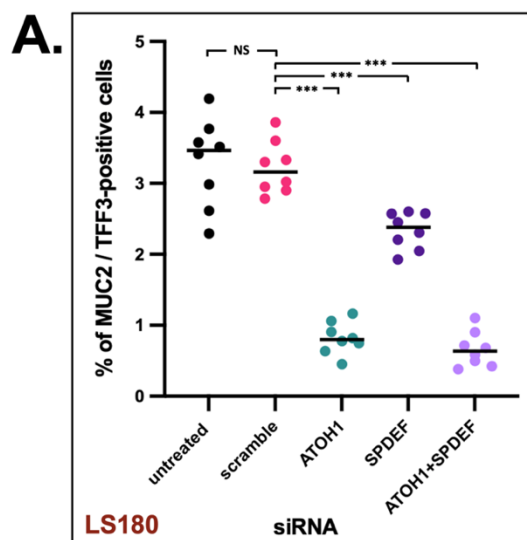 A.
NS
***
***
***
% of MUC2 / TFF3-positive cells
5
4
3
2
1
0
untreated
scramble
ATOH1
SPDEF
ATOH1+SPDEF
LS180
siRNA